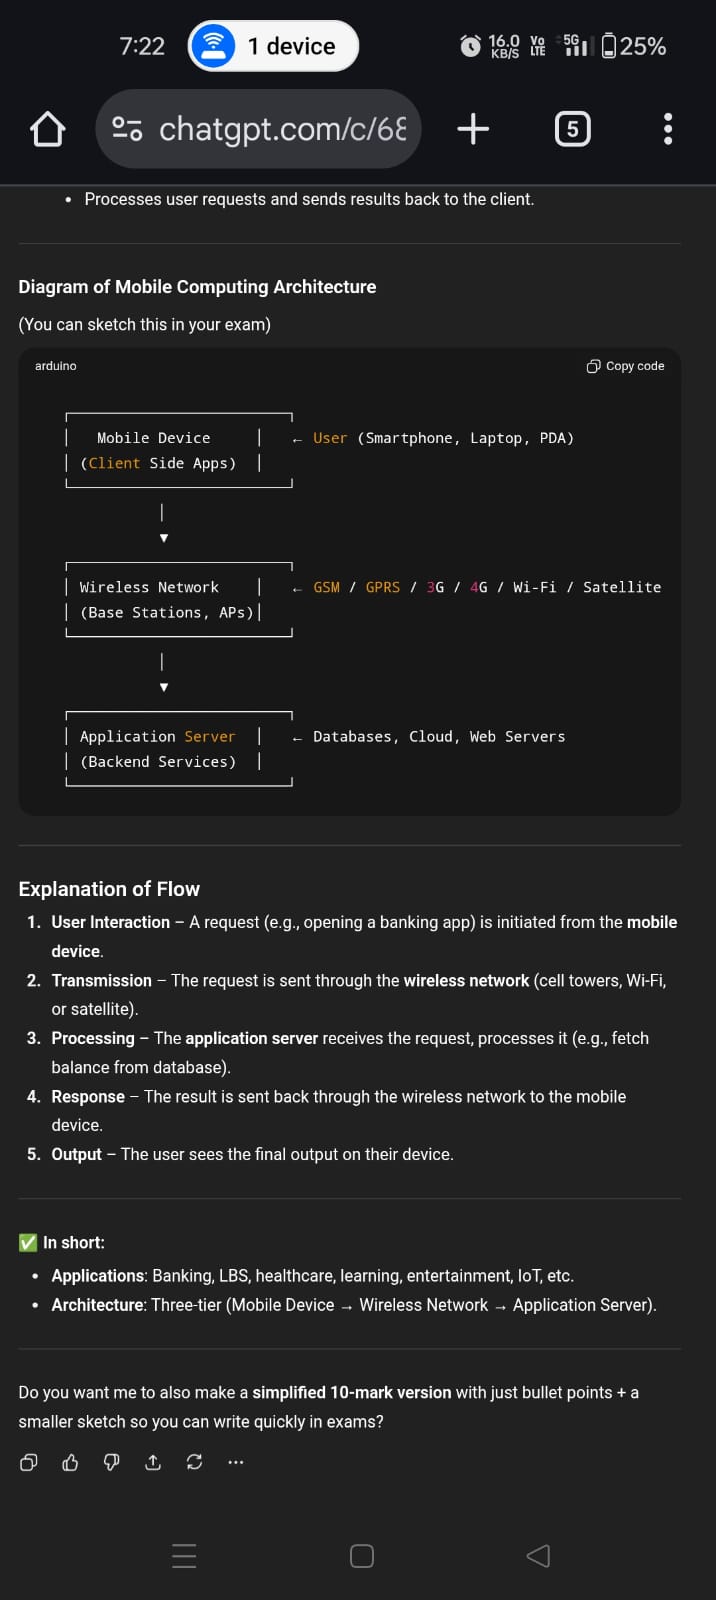 7:22 1 device 16.0 KB/S Vo LTE 5G 25%
chatgpt.com/c/68 5
• Processes user requests and sends results back to the client.
Diagram of Mobile Computing Architecture
(You can sketch this in your exam)
arduino Copy code
Mobile Device ← User (Smartphone, Laptop, PDA)
(Client Side Apps)
Wireless Network ← GSM / GPRS / 3G / 4G / Wi-Fi / Satellite
(Base Stations, APs)
Application Server ← Databases, Cloud, Web Servers
(Backend Services)
Explanation of Flow
1. User Interaction – A request (e.g., opening a banking app) is initiated from the mobile
device.
2. Transmission – The request is sent through the wireless network (cell towers, Wi-Fi,
or satellite).
3. Processing – The application server receives the request, processes it (e.g., fetch
balance from database).
4. Response – The result is sent back through the wireless network to the mobile
device.
5. Output – The user sees the final output on their device.
✅ In short:
• Applications: Banking, LBS, healthcare, learning, entertainment, IoT, etc.
• Architecture: Three-tier (Mobile Device → Wireless Network → Application Server).
Do you want me to also make a simplified 10-mark version with just bullet points + a
smaller sketch so you can write quickly in exams?